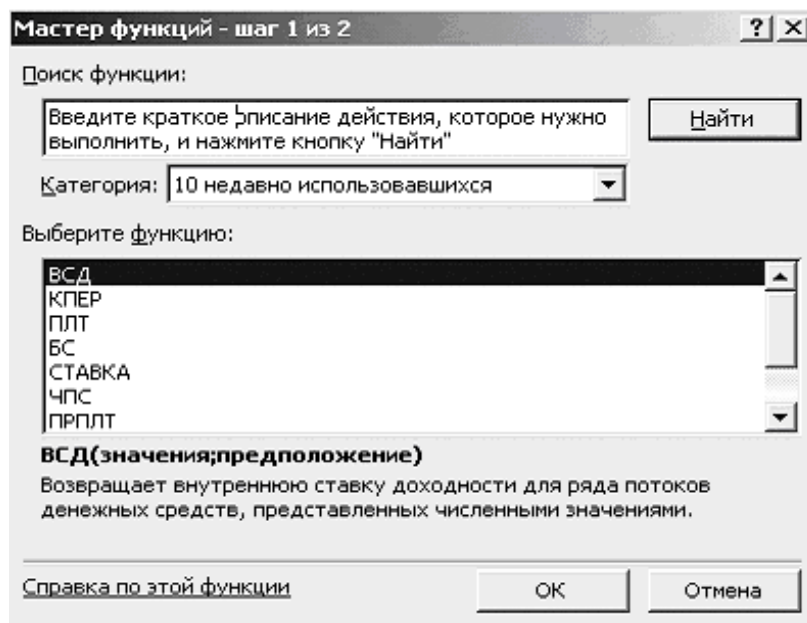 Мастер функций - шаг 1 из 2
Поиск функции:
Введите краткое описание действия, которое нужно
выполнить, и нажмите кнопку "Найти"
Найти
Категория: 10 недавно использовавшихся
Выберите функцию:
ВСД
КПЕР
ПЛТ
БС
СТАВКА
ЧПС
ПРПЛТ
ВСД(значения;предположение)
Возвращает внутреннюю ставку доходности для ряда потоков
денежных средств, представленных численными значениями.
Справка по этой функции
ОК
Отмена